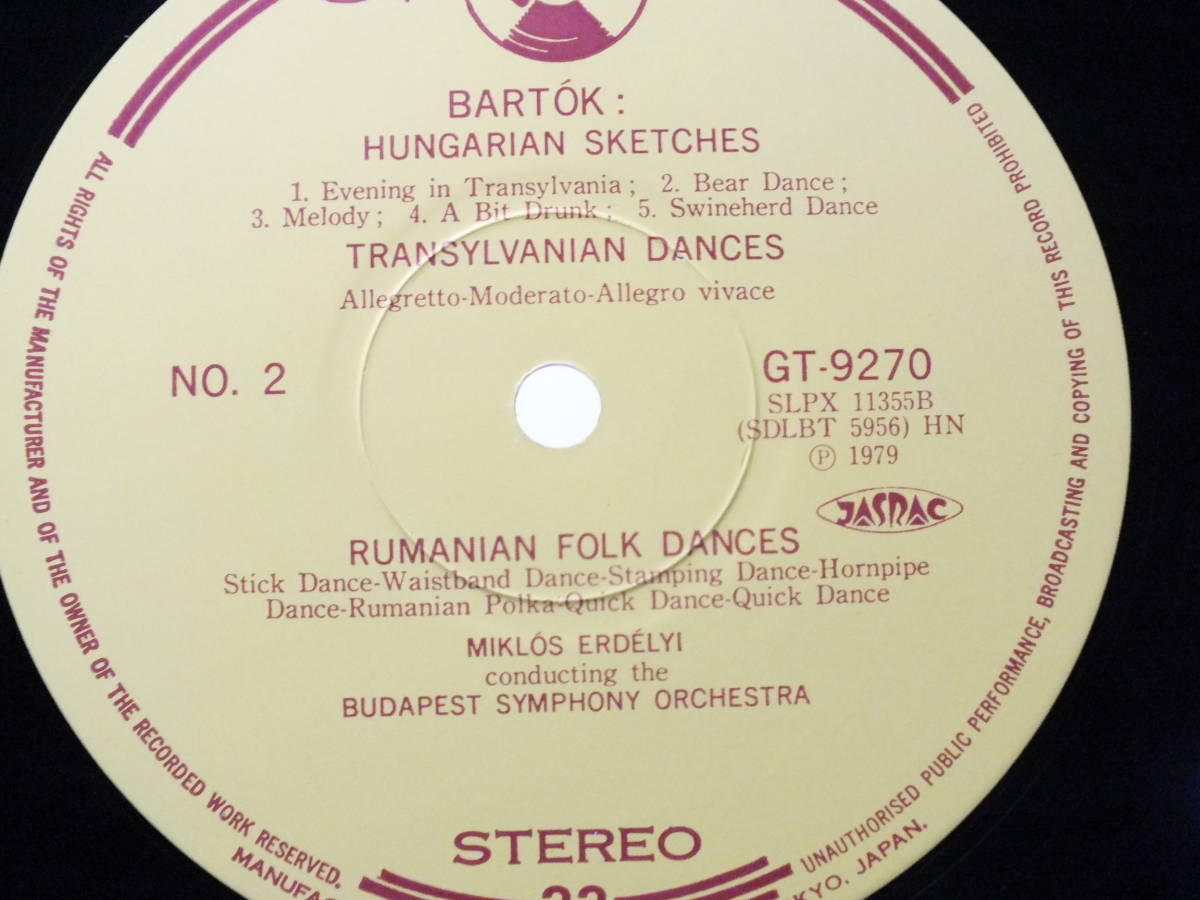 BARTÓK :
HUNGARIAN SKETCHES
1. Evening in Transylvania; 2. Bear Dance;
3. Melody; 4. A Bit Drunk; 5. Swineherd Dance
TRANSYLVANIAN DANCES
Allegretto-Moderato-Allegro vivace
NO. 2
GT-9270
SLPX 11355B
(SDLBT 5956) HN
Ⓟ 1979
JASRAC
RUMANIAN FOLK DANCES
Stick Dance-Waistband Dance-Stamping Dance-Hornpipe
Dance-Rumanian Polka-Quick Dance-Quick Dance
MIKLÓS ERDÉLYI
conducting the
BUDAPEST SYMPHONY ORCHESTRA
STEREO
33
ALL RIGHTS OF THE MANUFACTURER AND OF THE OWNER OF THE RECORDED WORK RESERVED.
UNAUTHORISED PUBLIC PERFORMANCE, BROADCASTING AND COPYING OF THIS RECORD PROHIBITED
JAPAN.